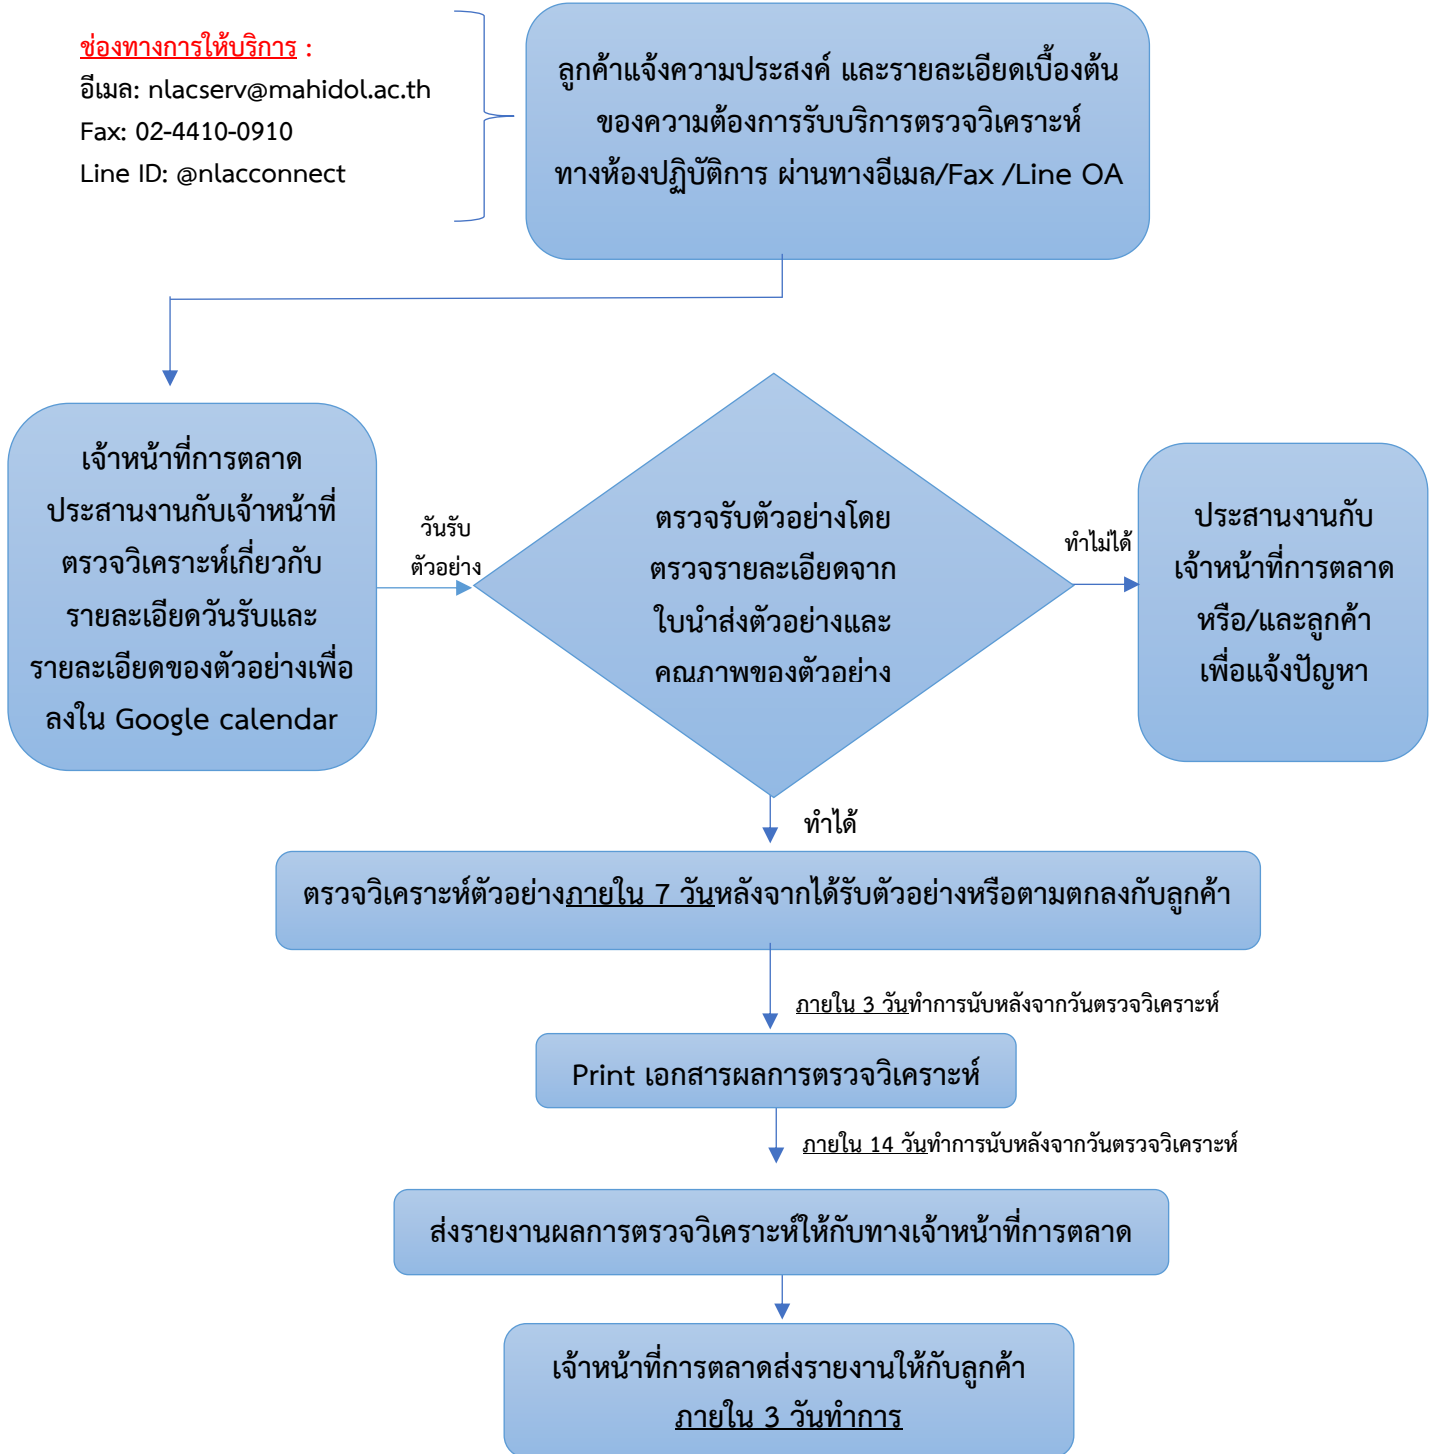 ช่องทางการให้บริการ :
อีเมล: nlacserv@mahidol.ac.th
Fax: 02-4410-0910
Line ID: @nlacconnect
ลูกค้าแจ้งความประสงค์ และรายละเอียดเบื้องต้น
ของความต้องการรับบริการตรวจวิเคราะห์
ทางห้องปฏิบัติการ ผ่านทางอีเมล/Fax /Line OA
เจ้าหน้าที่การตลาด
ประสานงานกับเจ้าหน้าที่
ตรวจวิเคราะห์เกี่ยวกับ
รายละเอียดวันรับและ
รายละเอียดของตัวอย่างเพื่อ
ลงใน Google calendar
วันรับ
ตัวอย่าง
ตรวจรับตัวอย่างโดย
ตรวจรายละเอียดจาก
ใบนำส่งตัวอย่างและ
คุณภาพของตัวอย่าง
ทำไม่ได้
ประสานงานกับ
เจ้าหน้าที่การตลาด
หรือ/และลูกค้า
เพื่อแจ้งปัญหา
ทำได้
ตรวจวิเคราะห์ตัวอย่างภายใน 7 วันหลังจากได้รับตัวอย่างหรือตามตกลงกับลูกค้า
ภายใน 3 วันทำการนับหลังจากวันตรวจวิเคราะห์
Print เอกสารผลการตรวจวิเคราะห์
ภายใน 14 วันทำการนับหลังจากวันตรวจวิเคราะห์
ส่งรายงานผลการตรวจวิเคราะห์ให้กับทางเจ้าหน้าที่การตลาด
เจ้าหน้าที่การตลาดส่งรายงานให้กับลูกค้า
ภายใน 3 วันทำการ